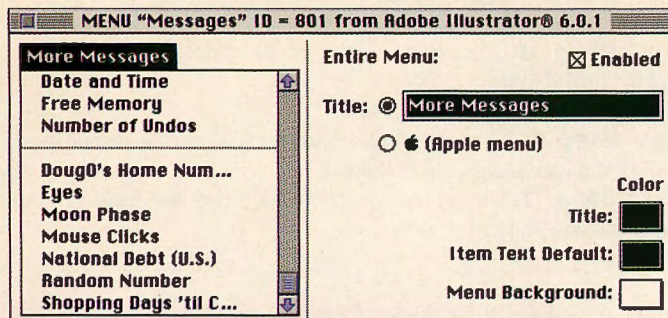 MENU “Messages” ID = 801 from Adobe Illustrator® 6.0.1
More Messages
Date and Time
Free Memory
Number of Undos
DougO's Home Num...
Eyes
Moon Phase
Mouse Clicks
National Debt (U.S.)
Random Number
Shopping Days 'til C...
Entire Menu:
Enabled
Title:
More Messages
(Apple menu)
Color
Title:
Item Text Default:
Menu Background: